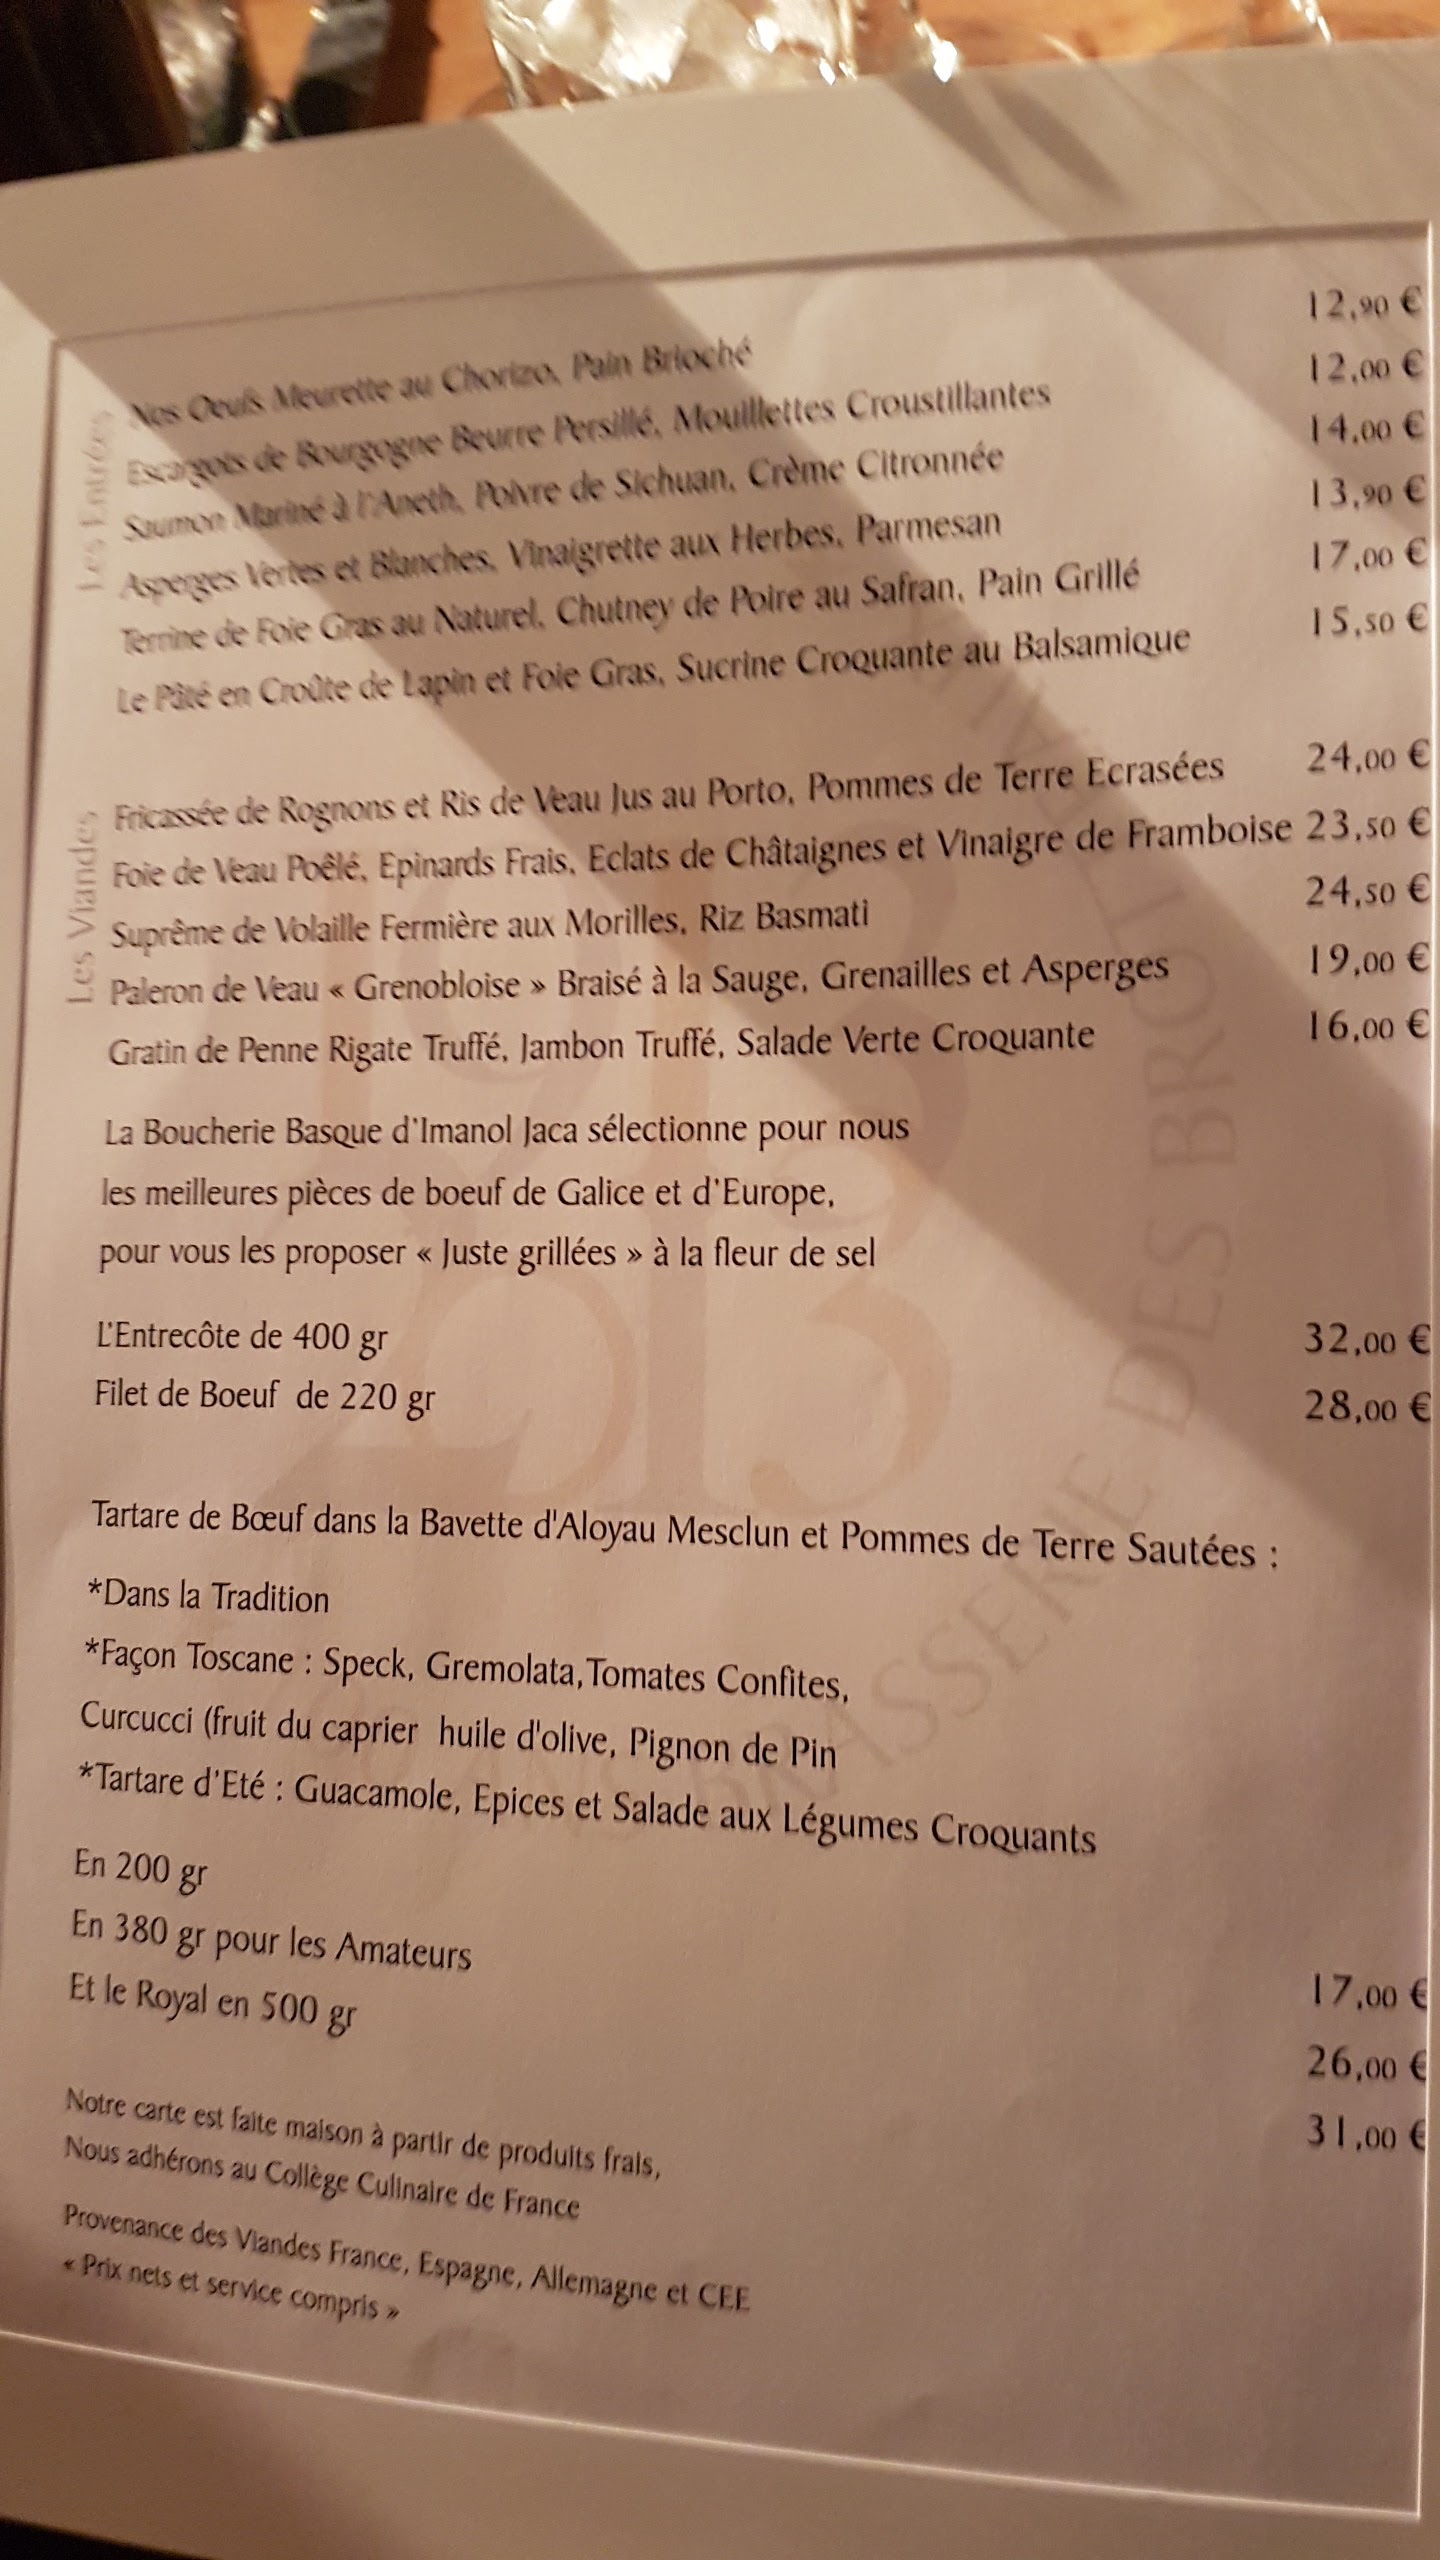 Les Entrées
Nos Oeufs Meurette au Chorizo, Pain Brioché 12,90 €
Escargots de Bourgogne Beurre Persillé, Mouillettes Croustillantes 12,00 €
Saumon Mariné à l'Aneth, Poivre de Sichuan, Crème Citronnée 14,00 €
Asperges Vertes et Blanches, Vinaigrette aux Herbes, Parmesan 13,90 €
Terrine de Foie Gras au Naturel, Chutney de Poire au Safran, Pain Grillé 17,00 €
Le Pâté en Croûte de Lapin et Foie Gras, Sucrine Croquante au Balsamique 15,50 €
Les Viandes
Fricassée de Rognons et Ris de Veau Jus au Porto, Pommes de Terre Ecrasées 24,00 €
Foie de Veau Poêlé, Epinards Frais, Eclats de Châtaignes et Vinaigre de Framboise 23,50 €
Suprême de Volaille Fermière aux Morilles, Riz Basmati 24,50 €
Paleron de Veau « Grenobloise » Braisé à la Sauge, Grenailles et Asperges 19,00 €
Gratin de Penne Rigate Truffé, Jambon Truffé, Salade Verte Croquante 16,00 €
La Boucherie Basque d'Imanol Jaca sélectionne pour nous
les meilleures pièces de boeuf de Galice et d'Europe,
pour vous les proposer « Juste grillées » à la fleur de sel
L'Entrecôte de 400 gr 32,00 €
Filet de Boeuf de 220 gr 28,00 €
Tartare de Bœuf dans la Bavette d'Aloyau Mesclun et Pommes de Terre Sautées :
*Dans la Tradition
*Façon Toscane : Speck, Gremolata,Tomates Confites,
Curcucci (fruit du caprier huile d'olive, Pignon de Pin
*Tartare d'Eté : Guacamole, Epices et Salade aux Légumes Croquants
En 200 gr 17,00 €
En 380 gr pour les Amateurs 26,00 €
Et le Royal en 500 gr 31,00 €
Notre carte est faite maison à partir de produits frais,
Nous adhérons au Collège Culinaire de France
Provenance des Viandes France, Espagne, Allemagne et CEE
« Prix nets et service compris »
DES